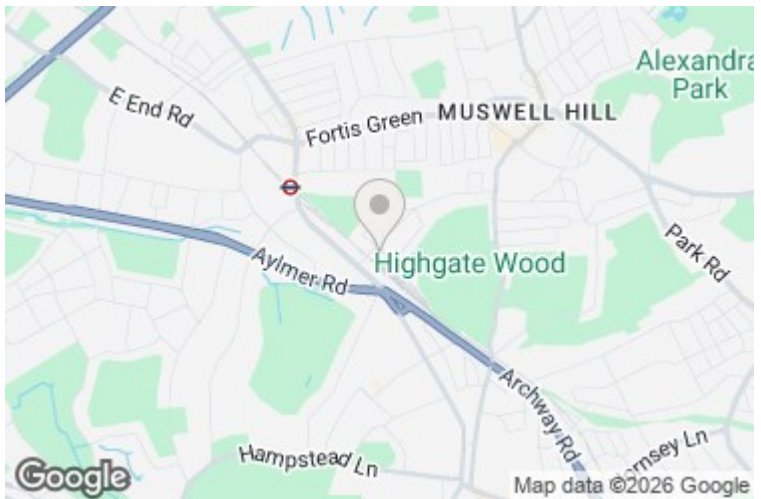 Alexandra
Park
E End Rd
Fortis Green
MUSWELL HILL
Park Rd
Aylmer Rd
Highgate Wood
Archway Rd
Hampstead Ln
Google
Map data ©2026 Google